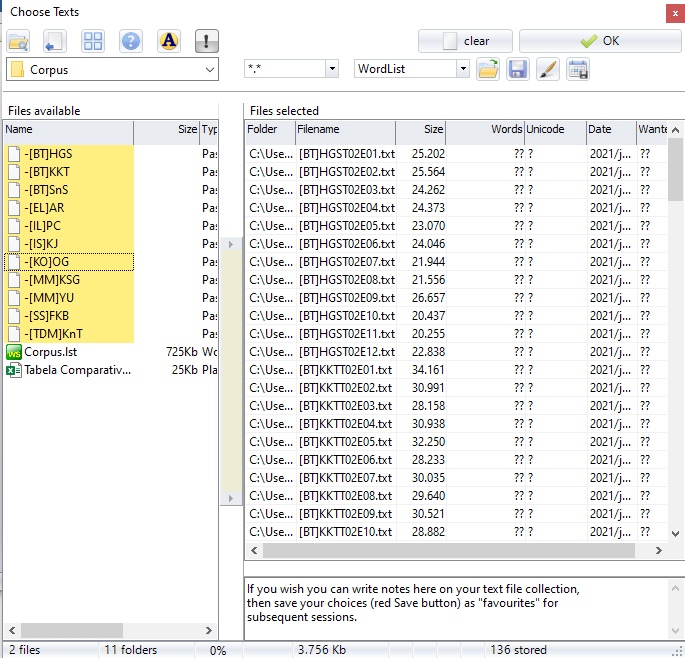 Choose Texts
clear
OK
Corpus
*.*
WordList
Files available
Files selected
Name Size Typ
-[BT]HGS Pas
-[BT]KKT Pas
-[BT]SnS Pas
-[EL]AR Pas
-[IL]PC Pas
-[IS]KJ Pas
-[KO]OG Pas
-[MM]KSG Pas
-[MM]YU Pas
-[SS]FKB Pas
-[TDM]KnT Pas
Corpus.lst 725Kb Wo
Tabela Comparativ... 25Kb Pla
Folder Filename Size Words Unicode Date Wante
C:\Use... [BT]HGST02E01.txt 25.202 ?? ? 2021/j... ??
C:\Use... [BT]HGST02E02.txt 25.564 ?? ? 2021/j... ??
C:\Use... [BT]HGST02E03.txt 24.262 ?? ? 2021/j... ??
C:\Use... [BT]HGST02E04.txt 24.373 ?? ? 2021/j... ??
C:\Use... [BT]HGST02E05.txt 23.070 ?? ? 2021/j... ??
C:\Use... [BT]HGST02E06.txt 24.046 ?? ? 2021/j... ??
C:\Use... [BT]HGST02E07.txt 21.944 ?? ? 2021/j... ??
C:\Use... [BT]HGST02E08.txt 21.556 ?? ? 2021/j... ??
C:\Use... [BT]HGST02E09.txt 26.657 ?? ? 2021/j... ??
C:\Use... [BT]HGST02E10.txt 20.437 ?? ? 2021/j... ??
C:\Use... [BT]HGST02E11.txt 20.255 ?? ? 2021/j... ??
C:\Use... [BT]HGST02E12.txt 22.838 ?? ? 2021/j... ??
C:\Use... [BT]KKTT02E01.txt 34.161 ?? ? 2021/j... ??
C:\Use... [BT]KKTT02E02.txt 30.991 ?? ? 2021/j... ??
C:\Use... [BT]KKTT02E03.txt 28.158 ?? ? 2021/j... ??
C:\Use... [BT]KKTT02E04.txt 30.938 ?? ? 2021/j... ??
C:\Use... [BT]KKTT02E05.txt 32.250 ?? ? 2021/j... ??
C:\Use... [BT]KKTT02E06.txt 28.233 ?? ? 2021/j... ??
C:\Use... [BT]KKTT02E07.txt 30.035 ?? ? 2021/j... ??
C:\Use... [BT]KKTT02E08.txt 29.640 ?? ? 2021/j... ??
C:\Use... [BT]KKTT02E09.txt 30.521 ?? ? 2021/j... ??
C:\Use... [BT]KKTT02E10.txt 28.882 ?? ? 2021/j... ??
If you wish you can write notes here on your text file collection,
then save your choices (red Save button) as "favourites" for
subsequent sessions.
2 files 11 folders 0% 3.756 Kb 136 stored